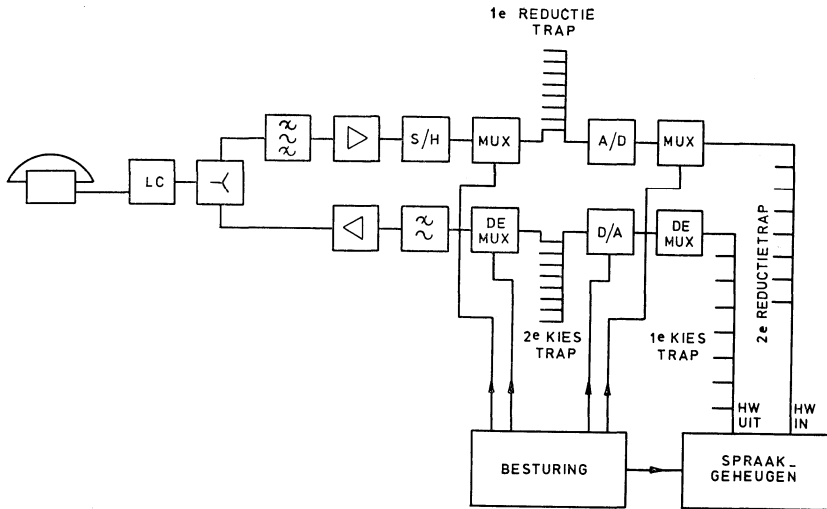 1e REDUCTIE
TRAP
S/H
MUX
A/D
MUX
LC
DE
MUX
D/A
DE
MUX
2e REDUCTIETRAP
2e KIES
TRAP
1e KIES
TRAP
HW
UIT
HW
IN
BESTURING
SPRAAK-
GEHEUGEN